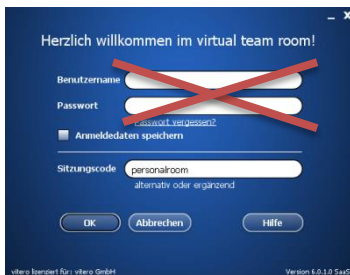 Herzlich willkommen im virtual team room!
Benutzername
Passwort
Passwort vergessen?
Anmeldedaten speichern
Sitzungscode personalroom
alternativ oder ergänzend
OK Abbrechen Hilfe
vitero lizenziert für: vitero GmbH Version 6.0.1.0 SaaS